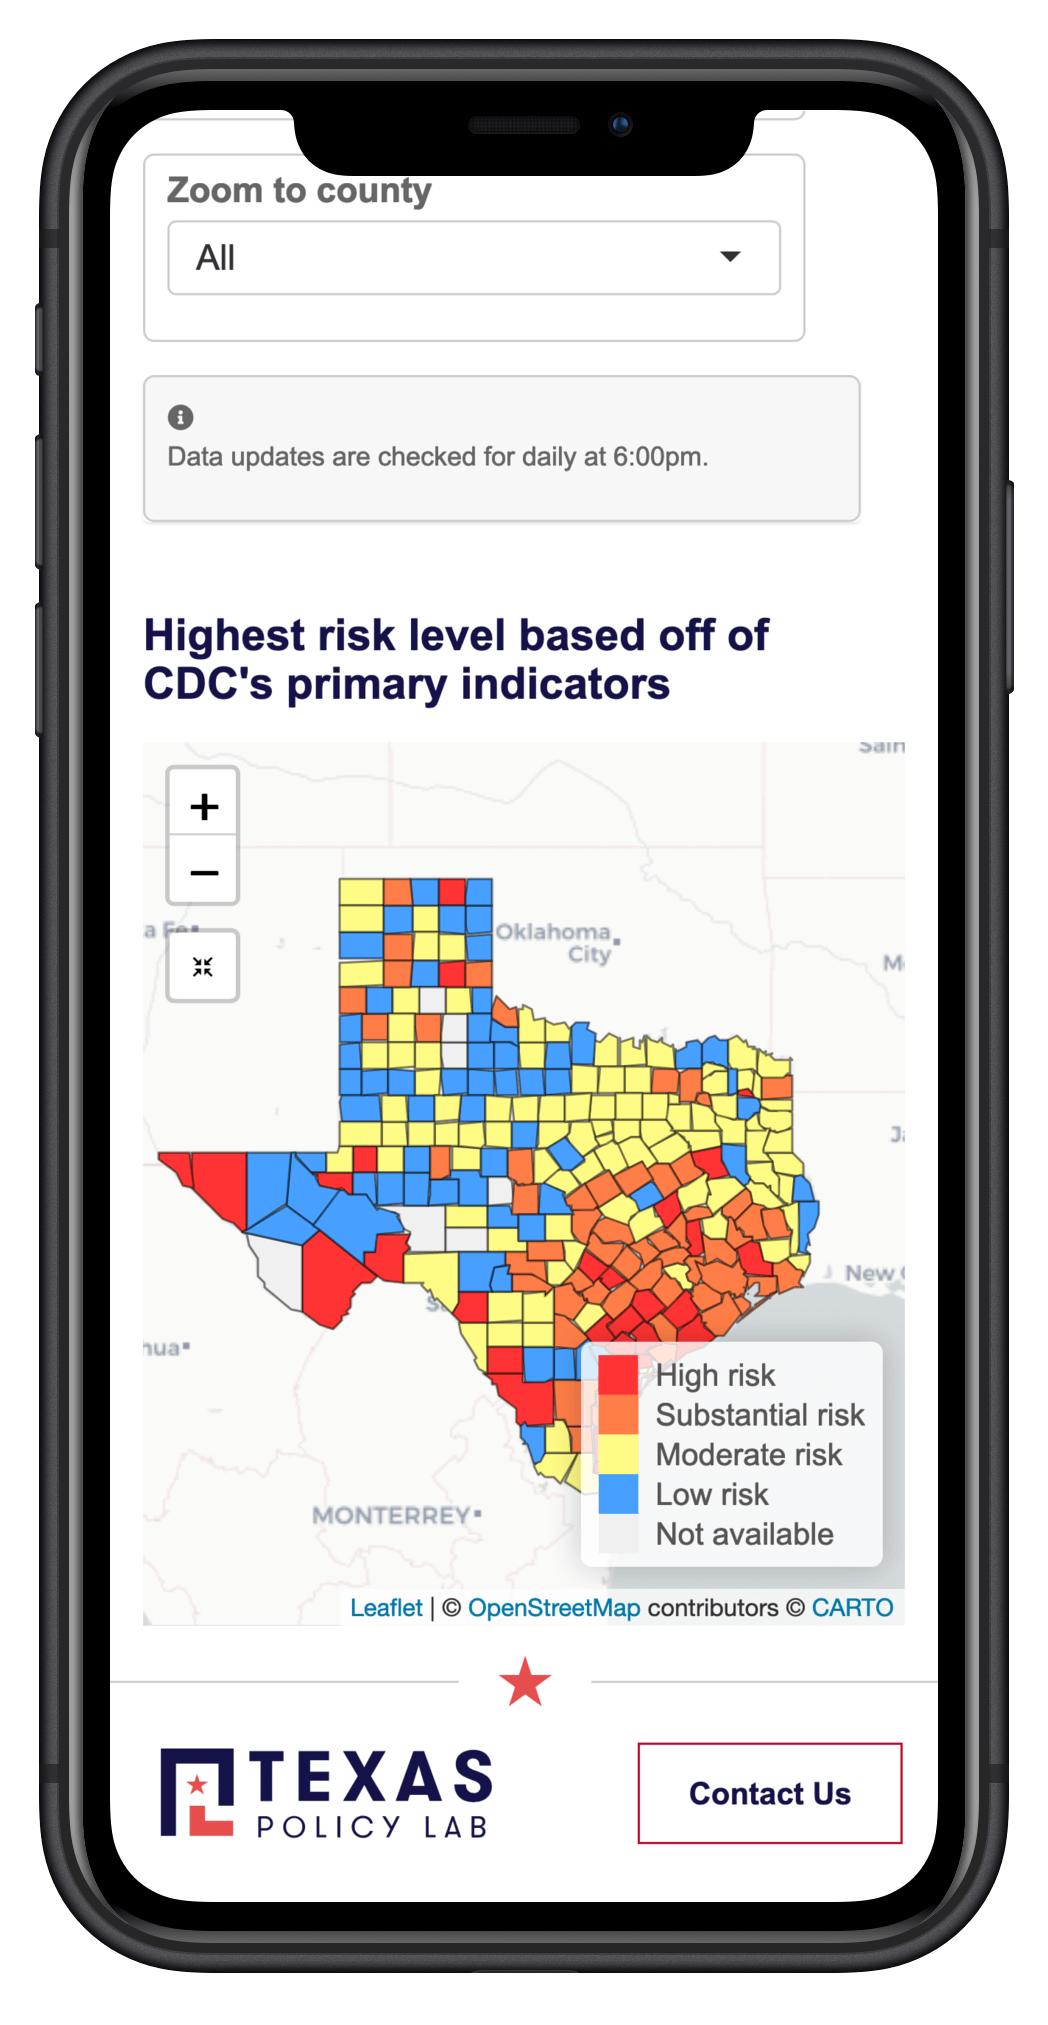 Zoom to county
All
Data updates are checked for daily at 6:00pm.
Highest risk level based off of
CDC's primary indicators
+
−
Oklahoma
City
New
MONTERREY
High risk
Substantial risk
Moderate risk
Low risk
Not available
Leaflet | © OpenStreetMap contributors © CARTO
TEXAS
POLICY LAB
Contact Us